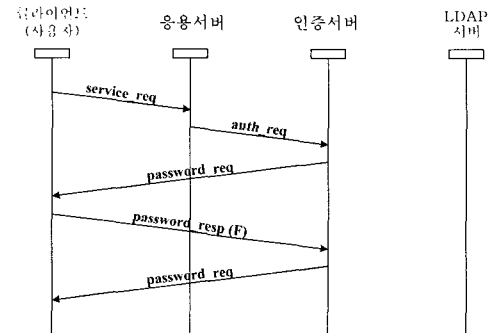 클라이언트
(사용자)
응용서버
인증서버
LDAP
서버
service_req
auth_req
password_req
password_resp (F)
password_req